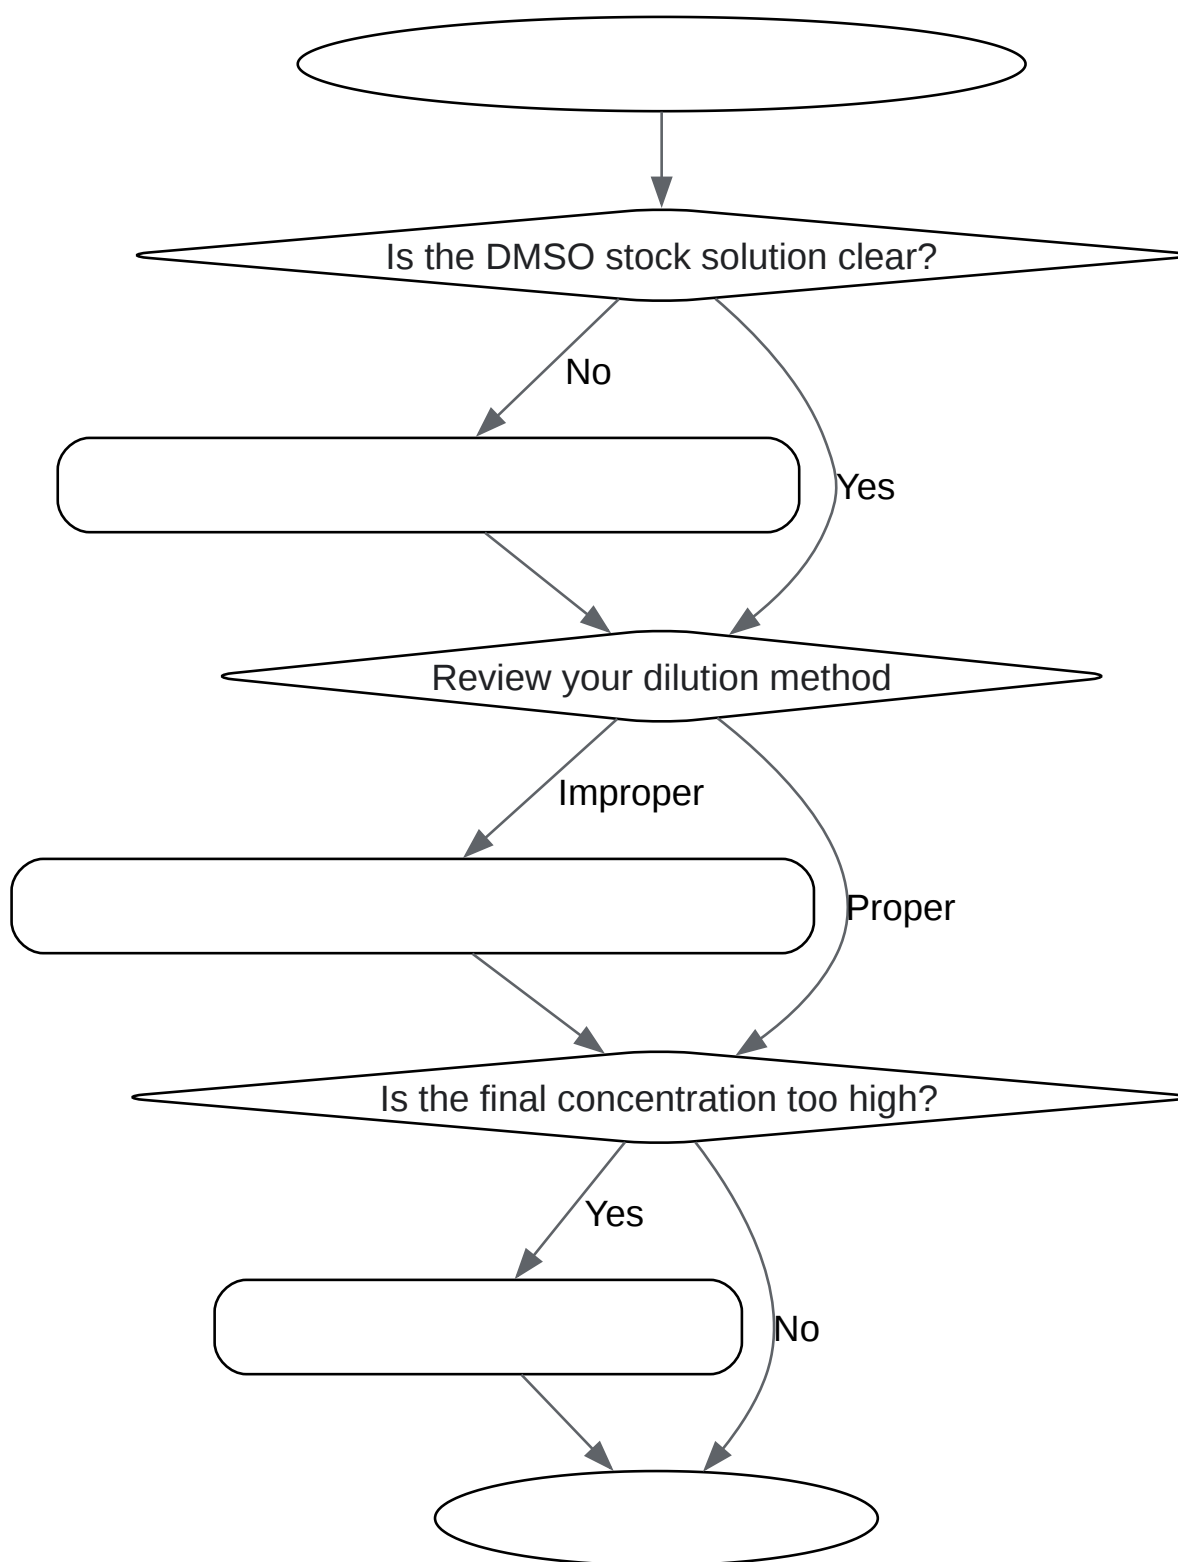 Is the DMSO stock solution clear?
No
Yes
Review your dilution method
Improper
Proper
Is the final concentration too high?
Yes
No